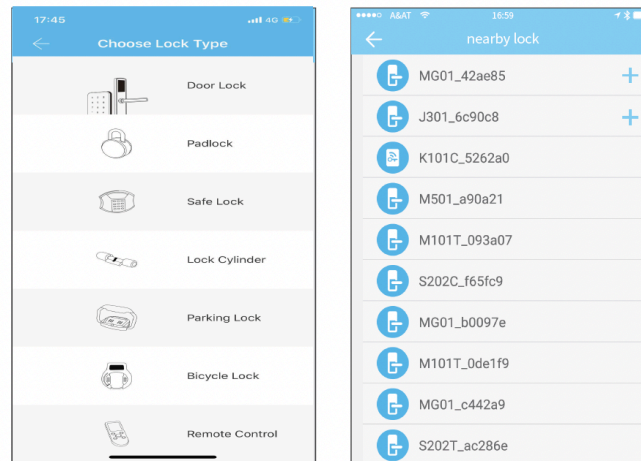 17:45
4G
Choose Lock Type
Door Lock
Padlock
Safe Lock
Lock Cylinder
Parking Lock
Bicycle Lock
Remote Control
A&AT
16:59
nearby lock
MG01_42ae85
J301_6c90c8
K101C_5262a0
M501_a90a21
M101T_093a07
S202C_f65fc9
MG01_b0097e
M101T_0de1f9
MG01_c442a9
S202T_ac286e